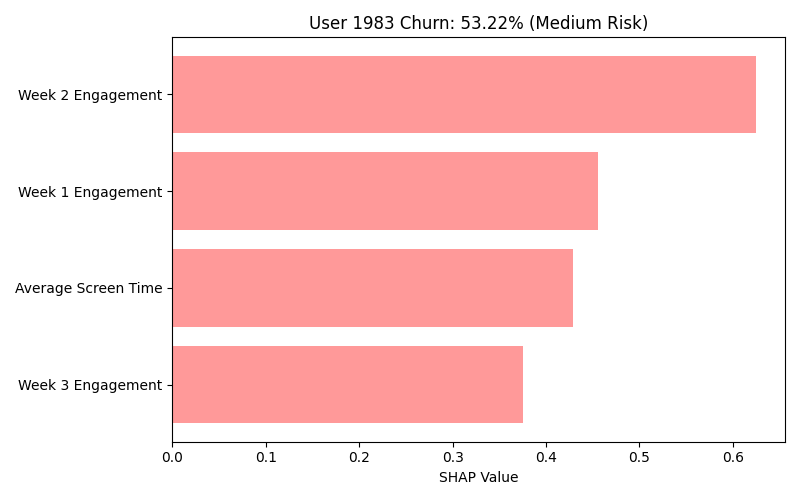 User 1983 Churn: 53.22% (Medium Risk)
Week 2 Engagement
Week 1 Engagement
Average Screen Time
Week 3 Engagement
0.0 0.1 0.2 0.3 0.4 0.5 0.6
SHAP Value